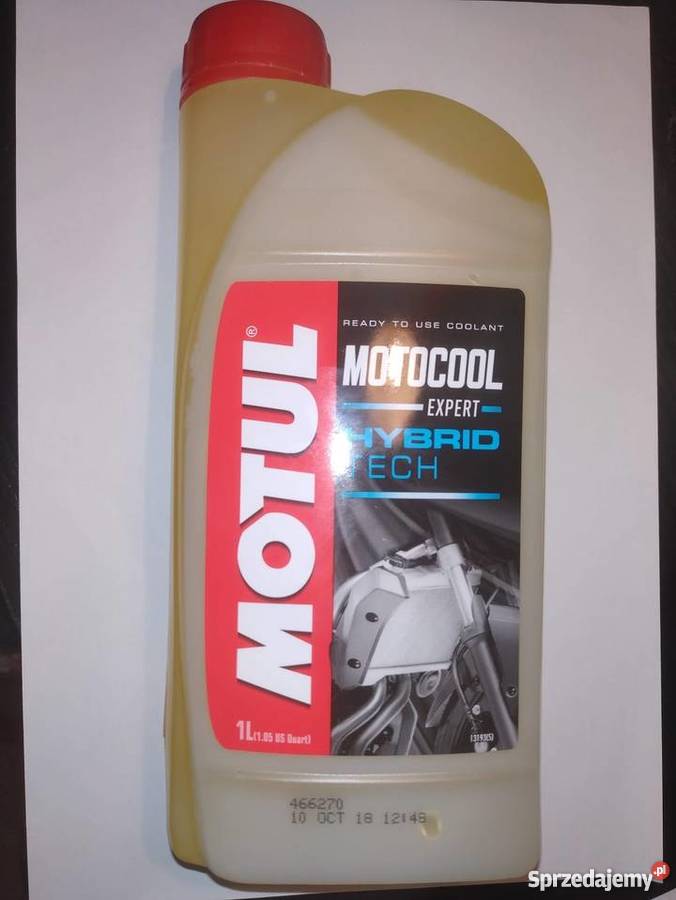 MOTUL®
1L (1.05 US Quart)
READY TO USE COOLANT
MOTOCOOL
EXPERT
HYBRID
TECH
466270
10 OCT 18 12:48
Sprzedajemy.pl